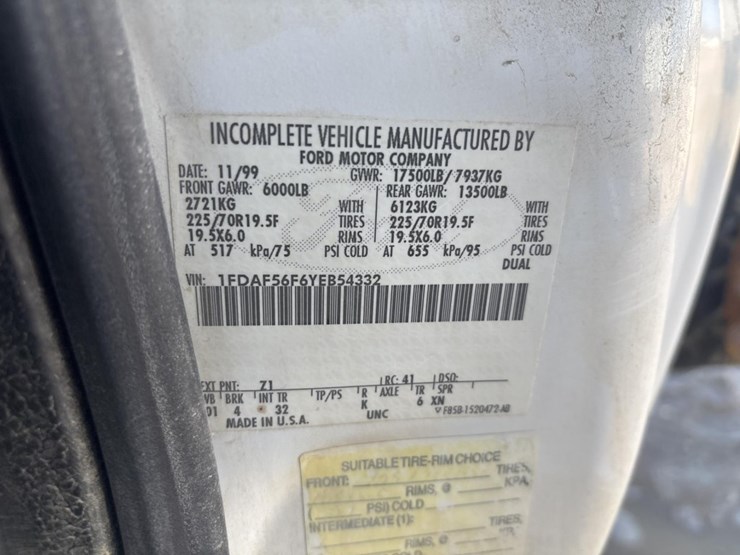 INCOMPLETE VEHICLE MANUFACTURED BY
FORD MOTOR COMPANY
DATE: 11/99 GVWR: 17500LB/7937KG
FRONT GAWR: 6000LB REAR GAWR: 13500LB
2721KG WITH 6123KG WITH
225/70R19.5F TIRES 225/70R19.5F TIRES
19.5X6.0 RIMS 19.5X6.0 RIMS
AT 517 kPa/75 PSI COLD AT 655 kPa/95 PSI COLD
DUAL
VIN: 1FDAF56F6YEB54332
EXT PNT: Z1 RC: 41 DSO:
WB BRK INT TR TP/PS R AXLE TR SPR
01 4 * 32 K 6 XN
MADE IN U.S.A. UNC F85B-1520472-AB
SUITABLE TIRE-RIM CHOICE
FRONT: TIRES
RIMS, @ KPA
PSI) COLD
INTERMEDIATE (1): TIRES,
RIMS, @